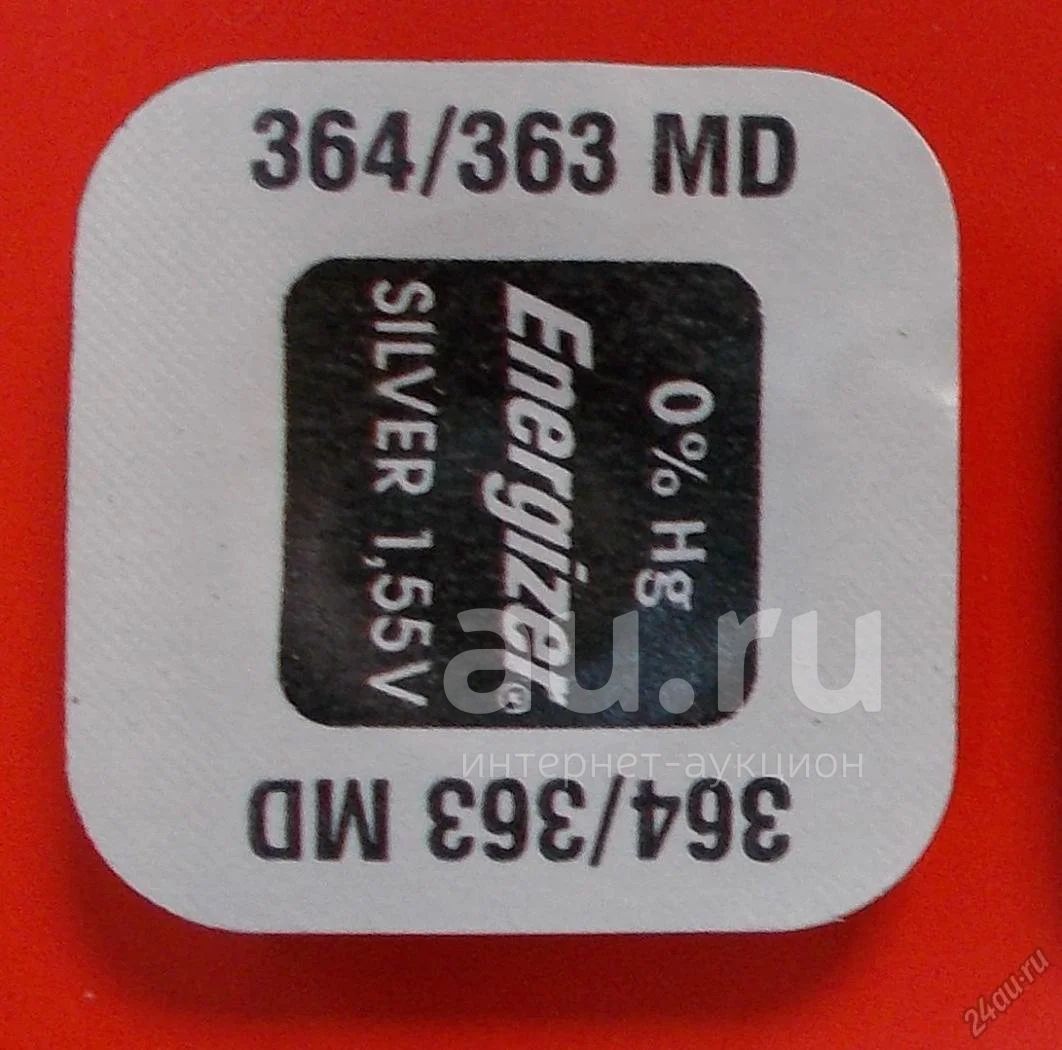 364/363 MD
0% Hg
Energizer®
SILVER 1,55V
364/363 MD
au.ru
интернет-аукцион
24au.ru